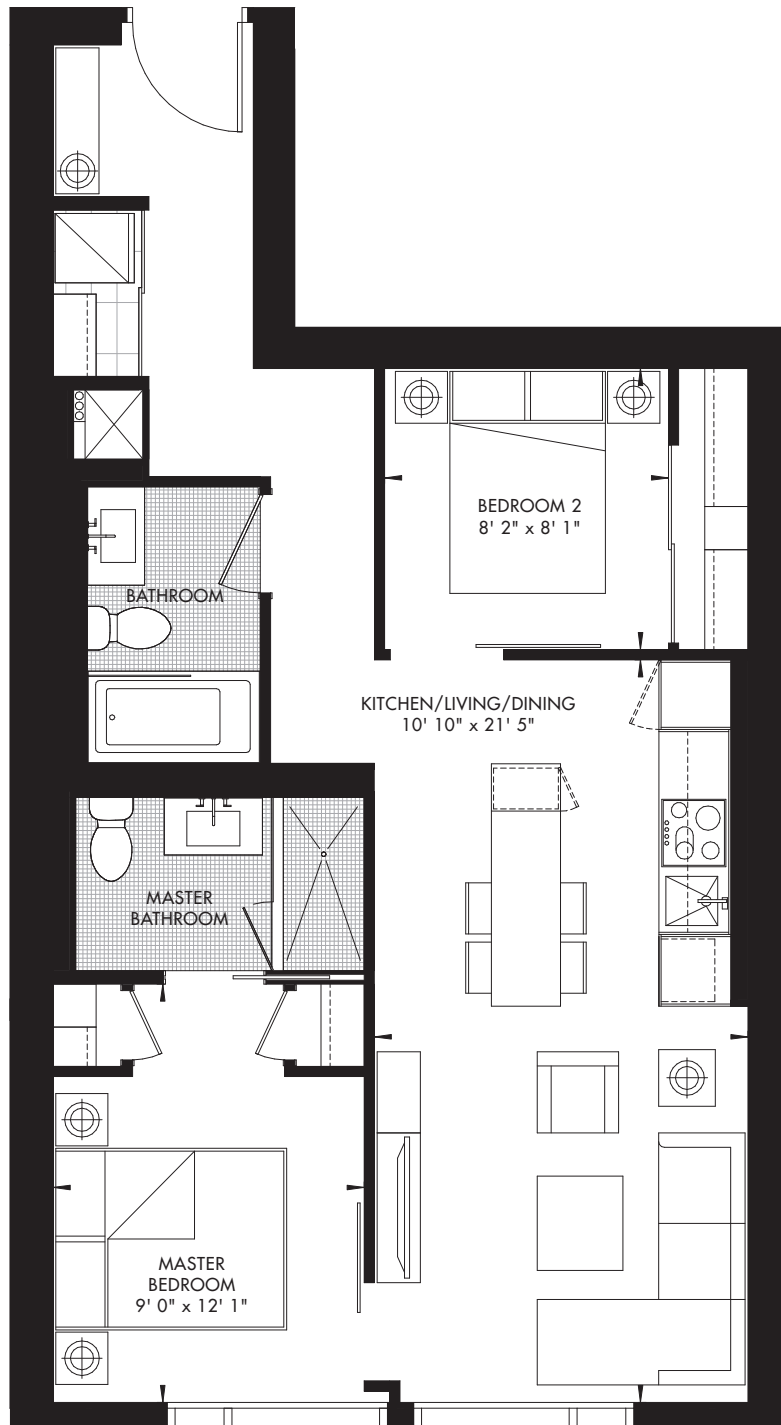 BEDROOM 2
8' 2" x 8' 1"
BATHROOM
KITCHEN/LIVING/DINING
10' 10" x 21' 5"
MASTER
BATHROOM
MASTER
BEDROOM
9' 0" x 12' 1"